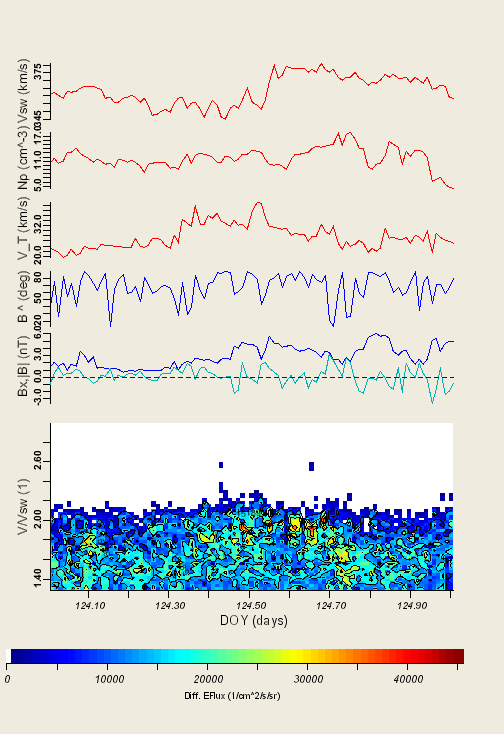 375
345
Vsw (km/s)
17.0
11.0
5.0
Np (cm^-3)
32.0
20.0
V_T (km/s)
80
50
20
B ^ (deg)
6.0
3.0
0.0
-3.0
Bx,|B| (nT)
2.60
2.00
1.40
V/Vsw (1)
124.10 124.30 124.50 124.70 124.90
DOY (days)
0 10000 20000 30000 40000
Diff. EFlux (1/cm^2/s/sr)